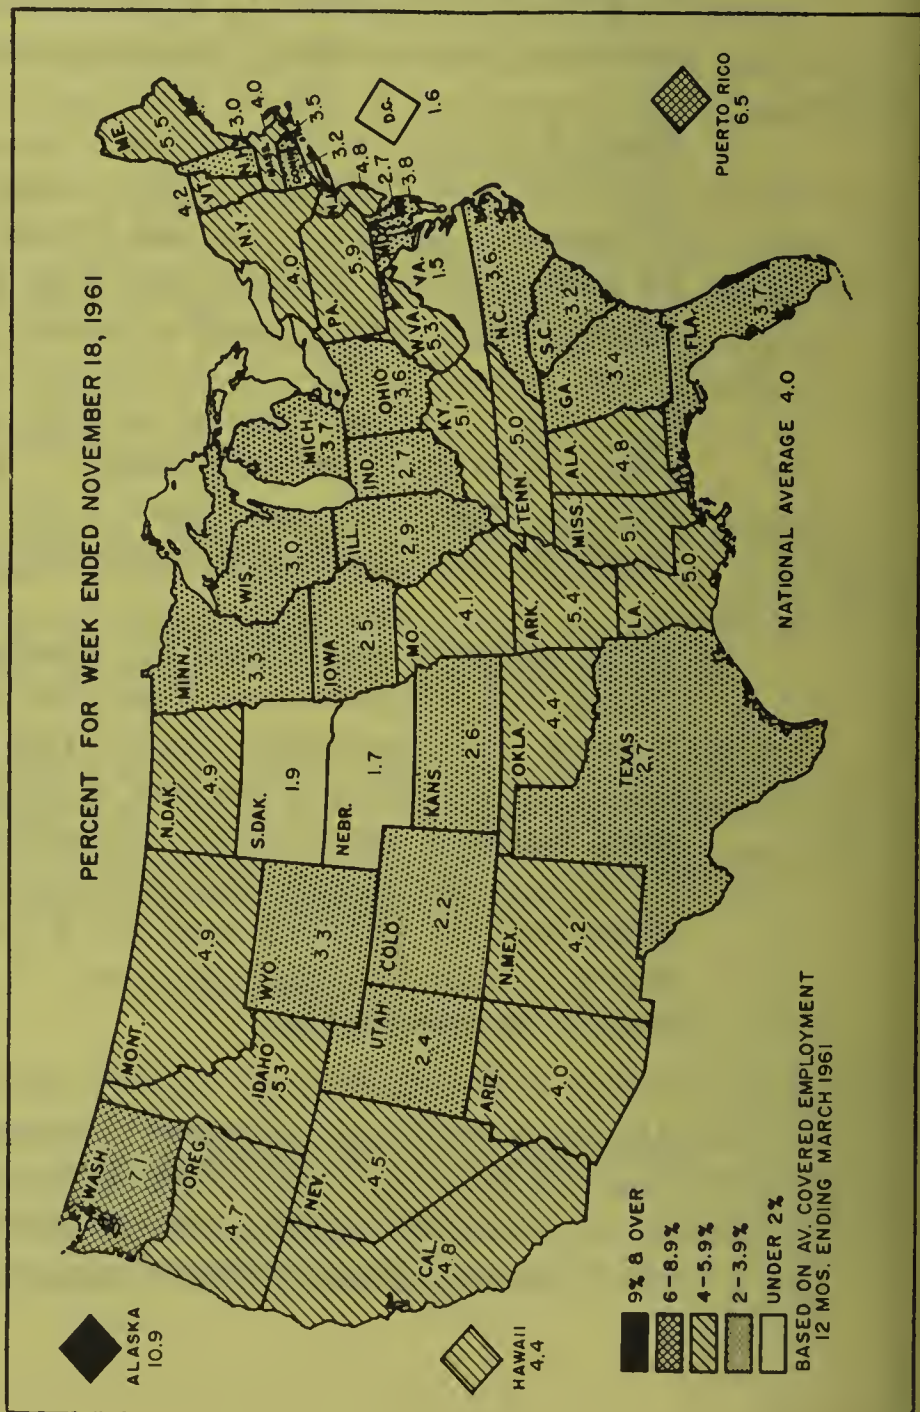 PERCENT FOR WEEK ENDED NOVEMBER 18, 1961
ALASKA
10.9
HAWAII
4.4
WASH
7.1
OREG.
4.7
CAL.
4.8
NEV.
4.5
IDAHO
5.3
MONT.
4.9
WYO
3.3
UTAH
2.4
COLO
2.2
ARIZ.
4.0
N.MEX.
4.2
N.DAK.
4.9
S.DAK.
1.9
NEBR.
1.7
KANS.
2.6
OKLA.
4.4
TEXAS
2.7
MINN.
3.3
IOWA
2.5
MO.
4.1
ARK.
5.4
LA.
5.0
WIS.
3.0
ILL.
2.9
MICH.
3.7
IND
2.7
OHIO
3.6
KY.
5.1
TENN.
5.0
MISS.
5.1
ALA.
4.8
GA
3.4
FLA.
3.7
S.C.
3.2
N.C.
3.6
VA.
1.5
W.VA.
5.3
PA.
5.9
N.Y.
4.0
VT.
4.2
N.H.
3.0
ME.
5.5
MASS.
4.0
3.5
CONN.
3.2
N.J.
4.8
2.7
MD.
3.8
D.C.
1.6
PUERTO RICO
6.5
NATIONAL AVERAGE 4.0
9% & OVER
6-8.9%
4-5.9%
2-3.9%
UNDER 2%
BASED ON AV. COVERED EMPLOYMENT
12 MOS. ENDING MARCH 1961